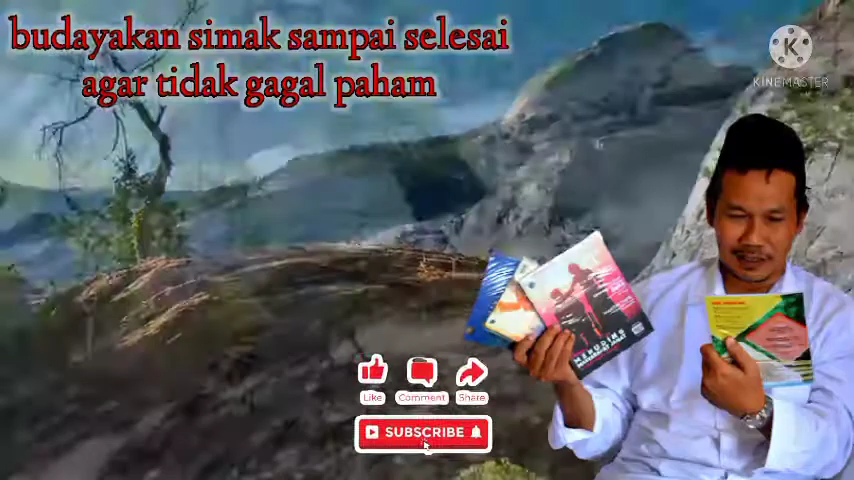 budayakan simak sampai selesai
agar tidak gagal paham
KINEMASTER
Like
Comment
Share
SUBSCRIBE